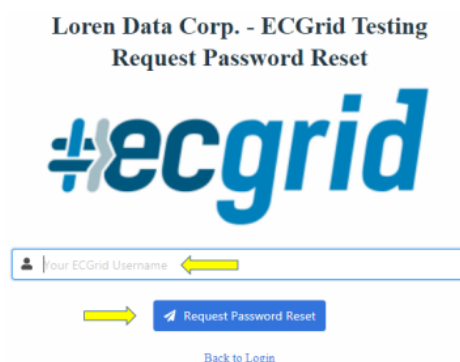 Loren Data Corp. - ECGrid Testing
Request Password Reset
ecgrid
Your ECGrid Username
Request Password Reset
Back to Login